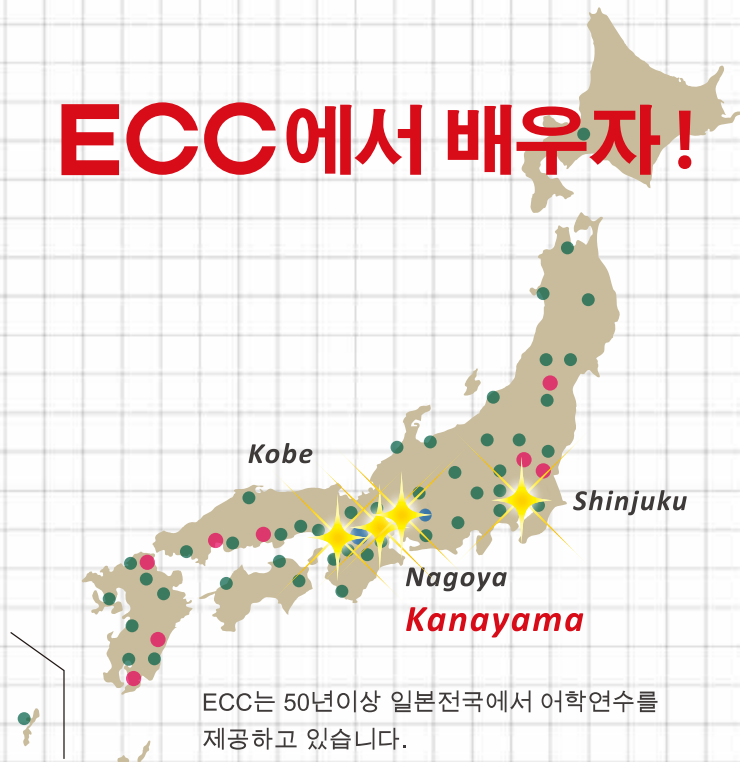 ECC에서 배우자!
Kobe
Shinjuku
Nagoya
Kanayama
ECC는 50년이상 일본전국에서 어학연수를
제공하고 있습니다.